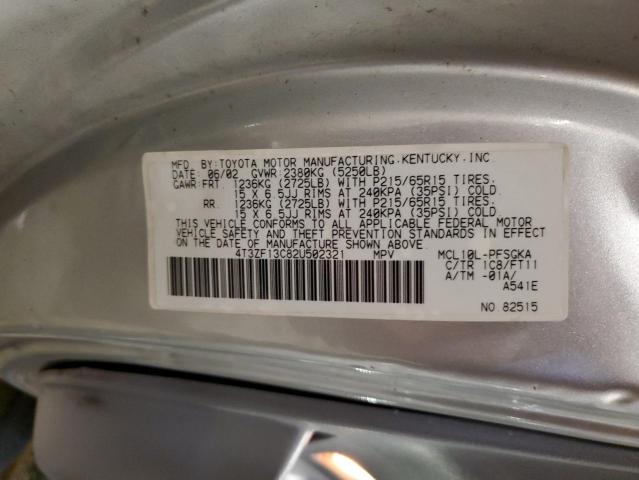 MFD. BY: TOYOTA MOTOR MANUFACTURING, KENTUCKY, INC.
DATE: 06/02 GVWR: 2380KG (5250LB)
GAWR: FRT. 1236KG (2725LB) WITH P215/65R15 TIRES,
15 X 6.5JJ RIMS AT 240KPA (35PSI) COLD.
RR. 1236KG (2725LB) WITH P215/65R15 TIRES,
15 X 6.5JJ RIMS AT 240KPA (35PSI) COLD.
THIS VEHICLE CONFORMS TO ALL APPLICABLE FEDERAL MOTOR
VEHICLE SAFETY AND THEFT PREVENTION STANDARDS IN EFFECT ON
THE DATE OF MANUFACTURE SHOWN ABOVE.
4T3ZF13C82U502321 MPV MCL10L-PFSGKA
C/TR 1C8/FT11
A/TM -01A/
A541E
NO. 82515